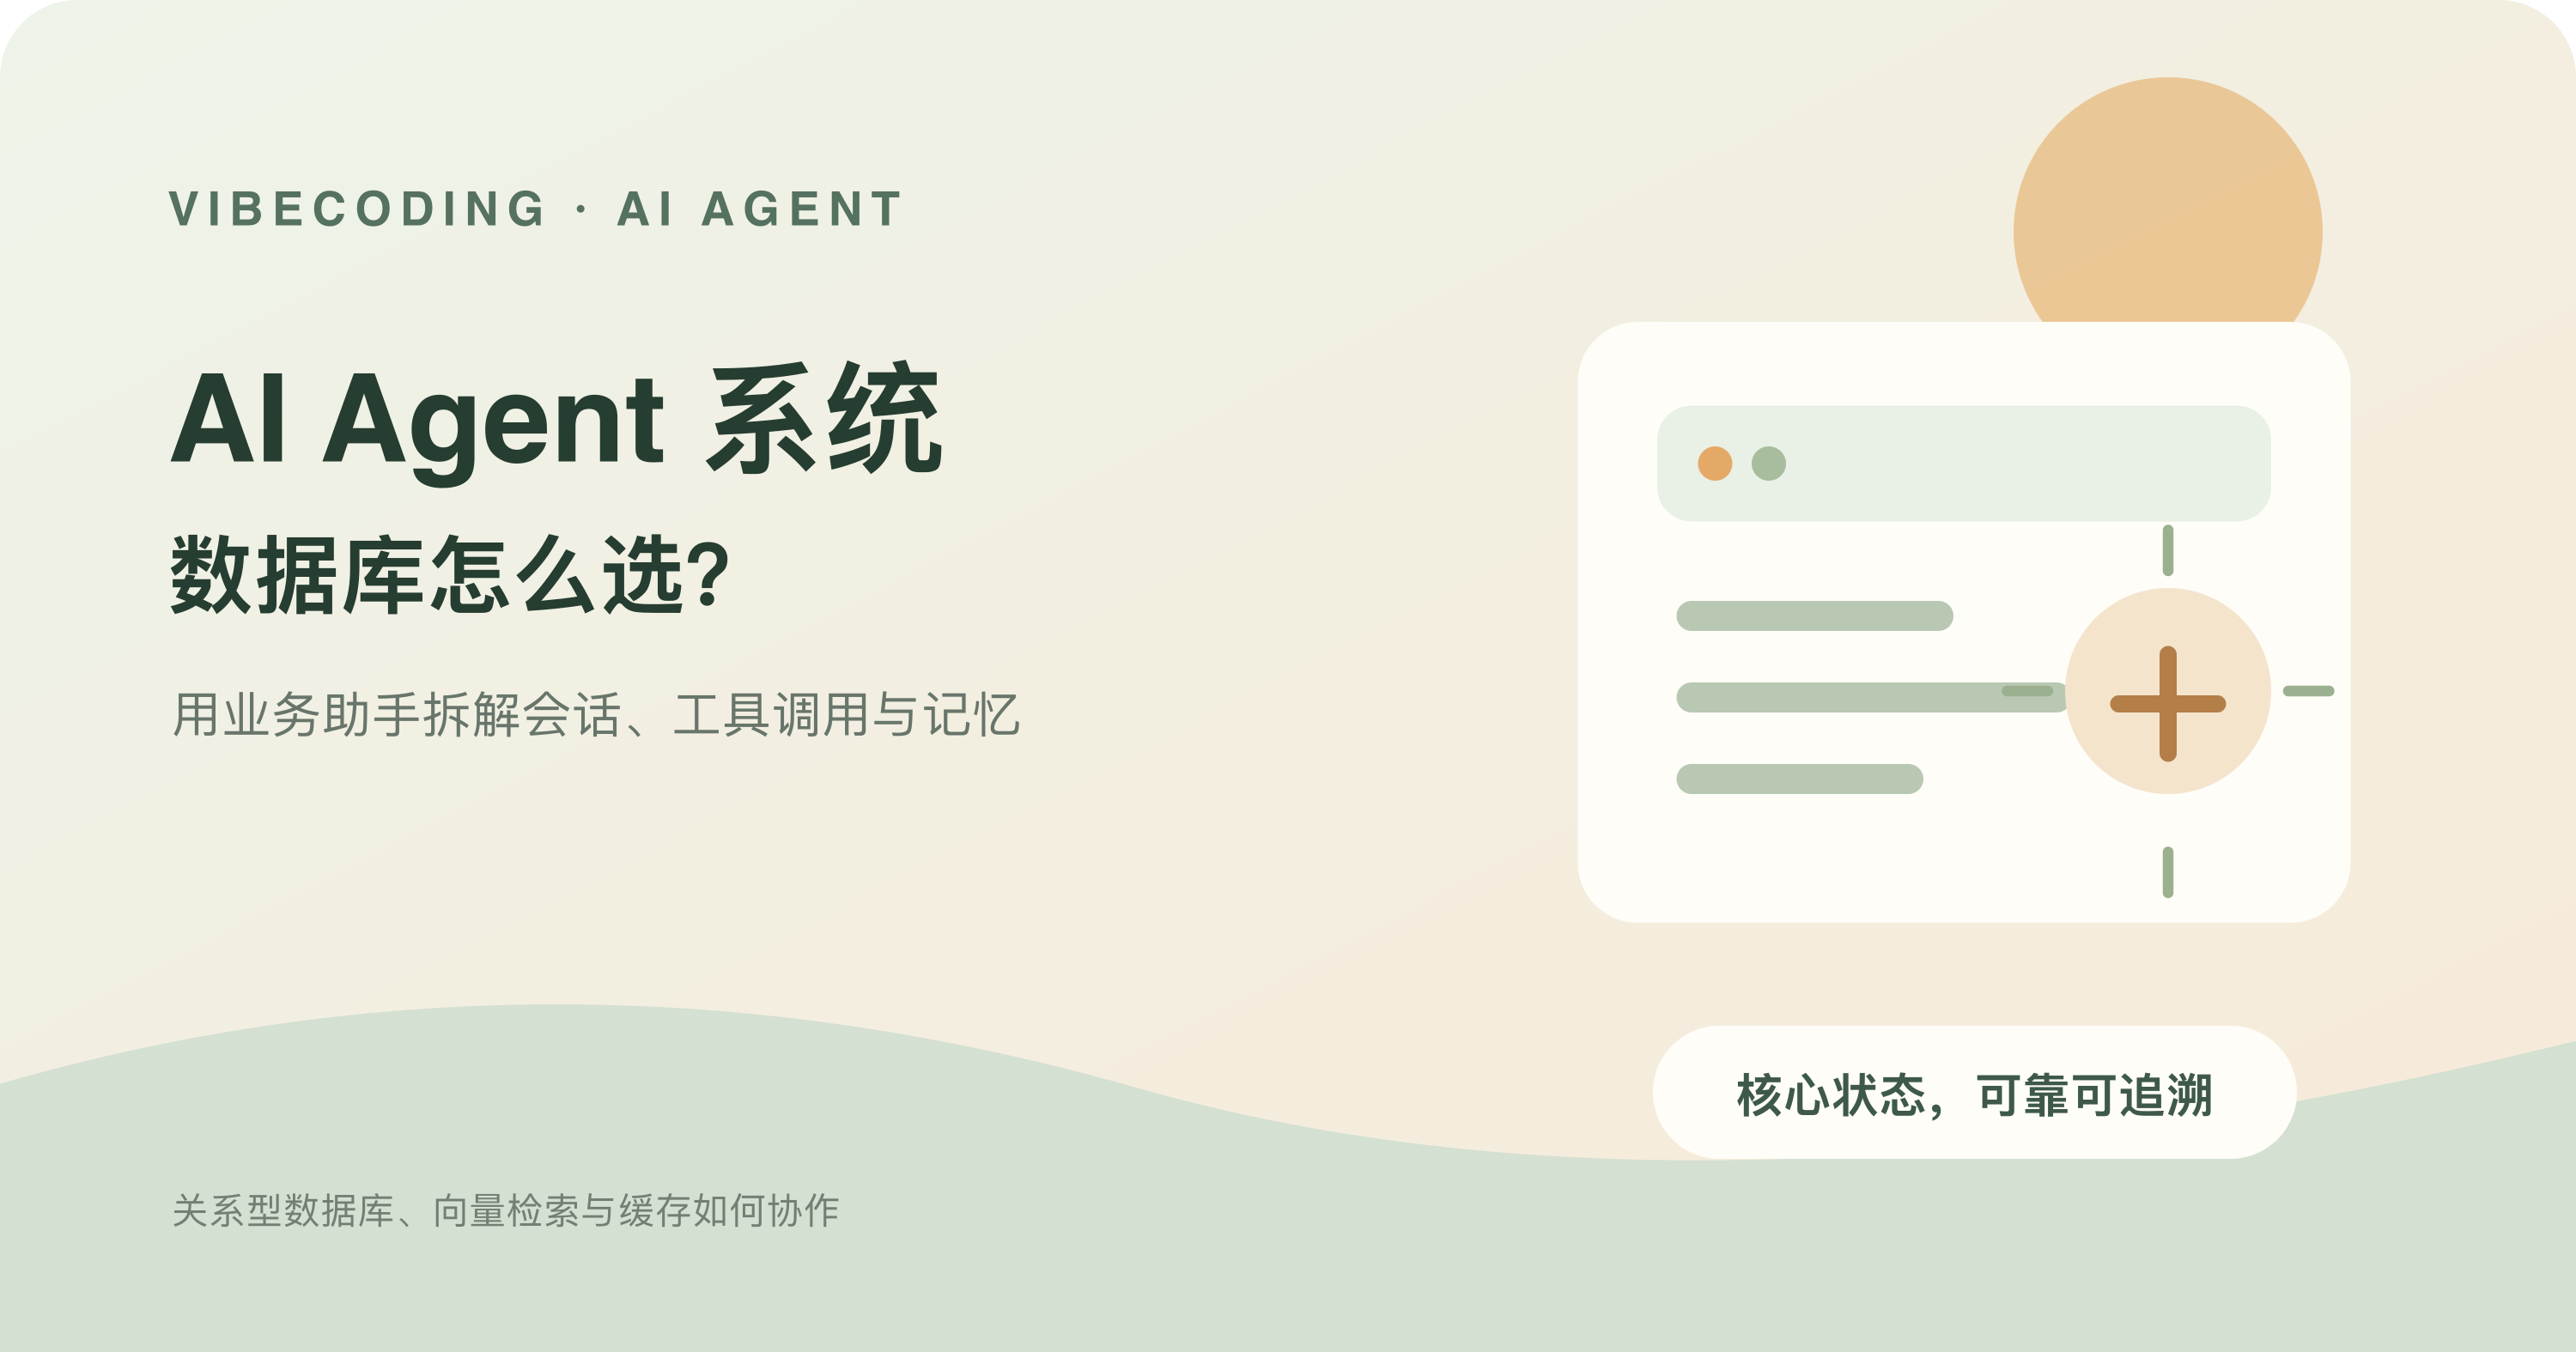 VIBECODING · AI AGENT
AI Agent 系统
数据库怎么选?
用业务助手拆解会话、工具调用与记忆
核心状态，可靠可追溯
关系型数据库、向量检索与缓存如何协作